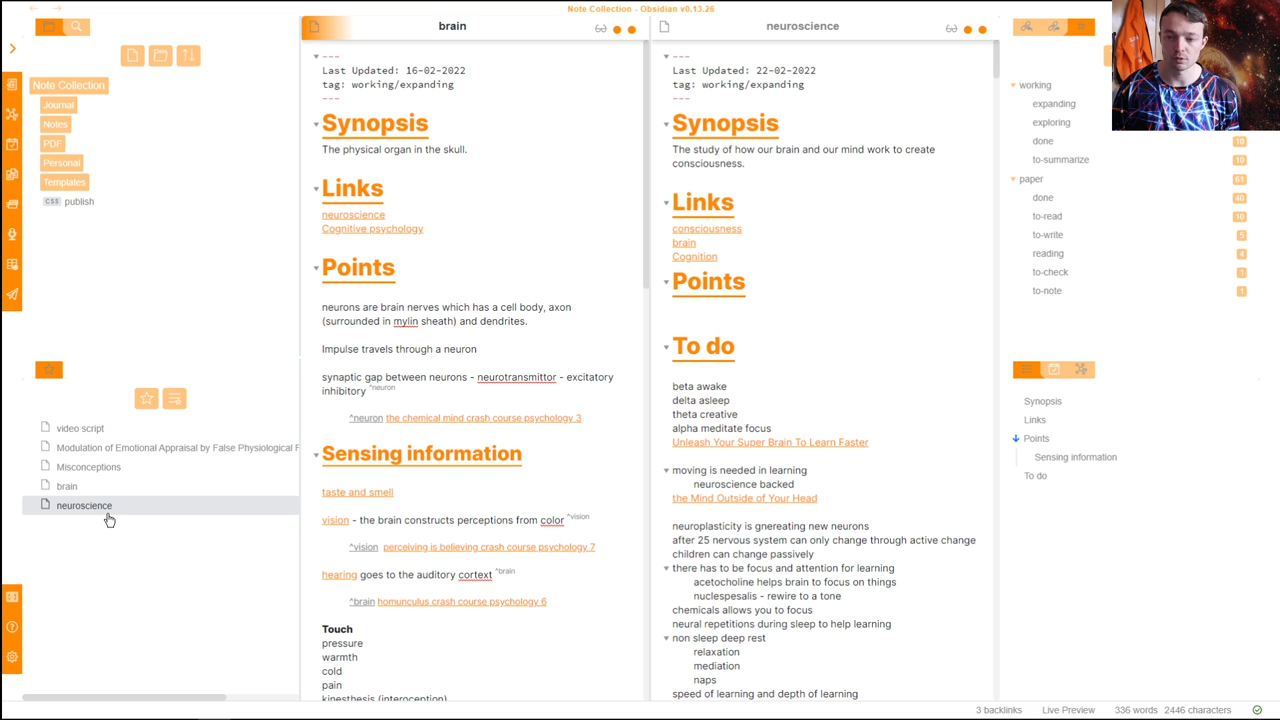 Note Collection - Obsidian v0.13.26
Note Collection
Journal
Notes
PDF
Personal
Templates
CSS publish
video script
Modulation of Emotional Appraisal by False Physiological F
Misconceptions
brain
neuroscience
brain
---
Last Updated: 16-02-2022
tag: working/expanding
---
Synopsis
The physical organ in the skull.
Links
neuroscience
Cognitive psychology
Points
neurons are brain nerves which has a cell body, axon
(surrounded in mylin sheath) and dendrites.
Impulse travels through a neuron
synaptic gap between neurons - neurotransmittor - excitatory
inhibitory ^neuron
^neuron the chemical mind crash course psychology 3
Sensing information
taste and smell
vision - the brain constructs perceptions from color ^vision
^vision perceiving is believing crash course psychology 7
hearing goes to the auditory cortext ^brain
^brain homunculus crash course psychology 6
Touch
pressure
warmth
cold
pain
kinesthesis (interoception)
neuroscience
---
Last Updated: 22-02-2022
tag: working/expanding
---
Synopsis
The study of how our brain and our mind work to create
consciousness.
Links
consciousness
brain
Cognition
Points
To do
beta awake
delta asleep
theta creative
alpha meditate focus
Unleash Your Super Brain To Learn Faster
moving is needed in learning
neuroscience backed
the Mind Outside of Your Head
neuroplasticity is gnereating new neurons
after 25 nervous system can only change through active change
children can change passively
there has to be focus and attention for learning
acetocholine helps brain to focus on things
nuclespesalis - rewire to a tone
chemicals allows you to focus
neural repetitions during sleep to help learning
non sleep deep rest
relaxation
mediation
naps
speed of learning and depth of learning
working
expanding
exploring
done 10
to-summarize 10
paper 61
done 40
to-read 10
to-write 5
reading 4
to-check 1
to-note 1
Synopsis
Links
Points
Sensing information
To do
3 backlinks Live Preview 336 words 2446 characters